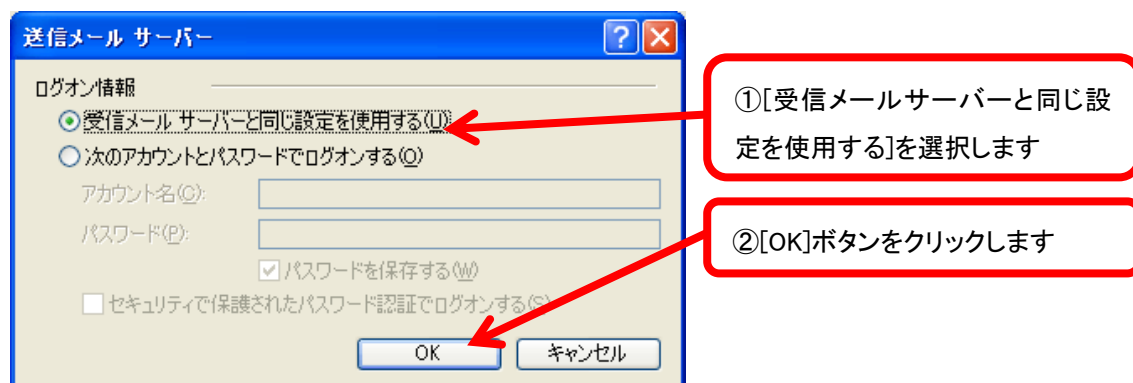 送信メール サーバー
ログオン情報
受信メール サーバーと同じ設定を使用する(U)
次のアカウントとパスワードでログオンする(O)
アカウント名(C):
パスワード(P):
パスワードを保存する(W)
セキュリティで保護されたパスワード認証でログオンする(S)
OK
キャンセル
①[受信メールサーバーと同じ設
定を使用する]を選択します
②[OK]ボタンをクリックします